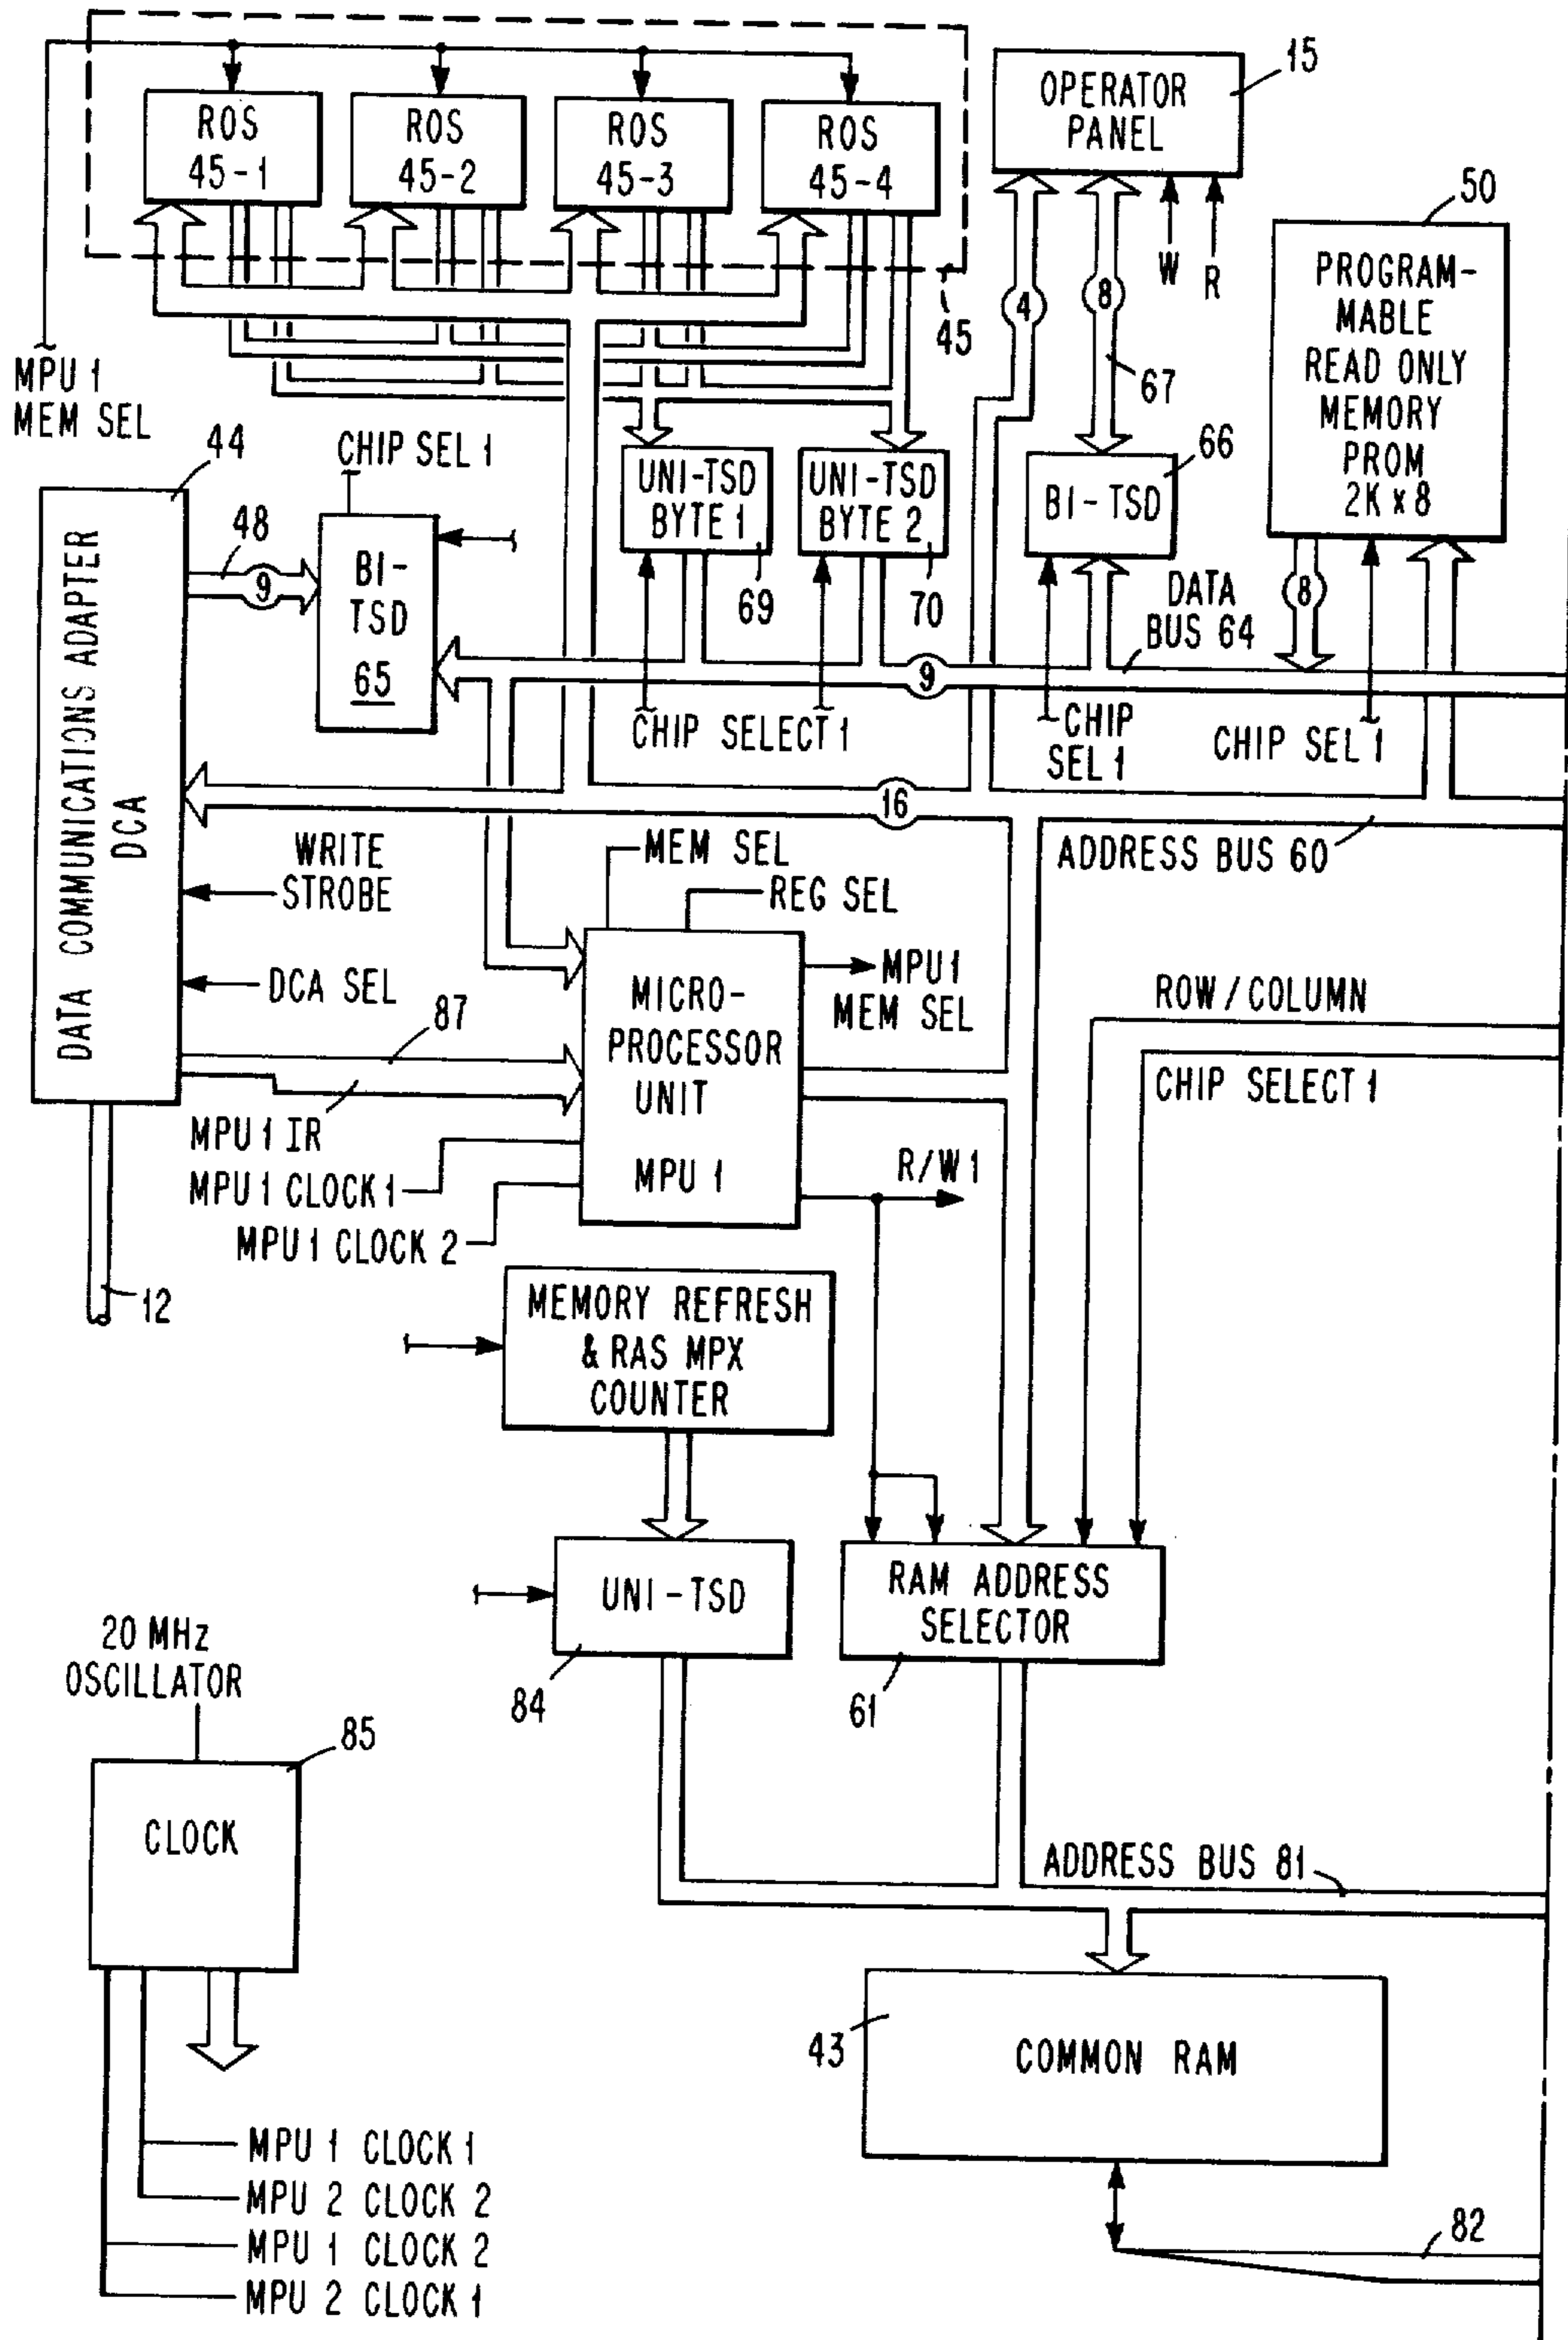 ROS
45-1
ROS
45-2
ROS
45-3
ROS
45-4
45
MPU 1
MEM SEL
OPERATOR
PANEL
15
4
8
W
R
67
50
PROGRAM-
MABLE
READ ONLY
MEMORY
PROM
2K x 8
44
DATA COMMUNICATIONS ADAPTER
DCA
48
9
CHIP SEL 1
BI-
TSD
65
UNI-TSD
BYTE 1
69
UNI-TSD
BYTE 2
70
66
BI-TSD
DATA
BUS 64
8
9
CHIP SELECT 1
CHIP
SEL 1
CHIP SEL 1
16
ADDRESS BUS 60
WRITE
STROBE
DCA SEL
87
MEM SEL
REG SEL
MICRO-
PROCESSOR
UNIT
MPU 1
MPU1
MEM SEL
ROW/COLUMN
CHIP SELECT 1
MPU 1 IR
MPU1 CLOCK 1
MPU1 CLOCK 2
R/W 1
12
MEMORY REFRESH
& RAS MPX
COUNTER
UNI-TSD
84
RAM ADDRESS
SELECTOR
61
20 MHz
OSCILLATOR
85
CLOCK
ADDRESS BUS 81
43
COMMON RAM
82
MPU 1 CLOCK 1
MPU 2 CLOCK 2
MPU 1 CLOCK 2
MPU 2 CLOCK 1